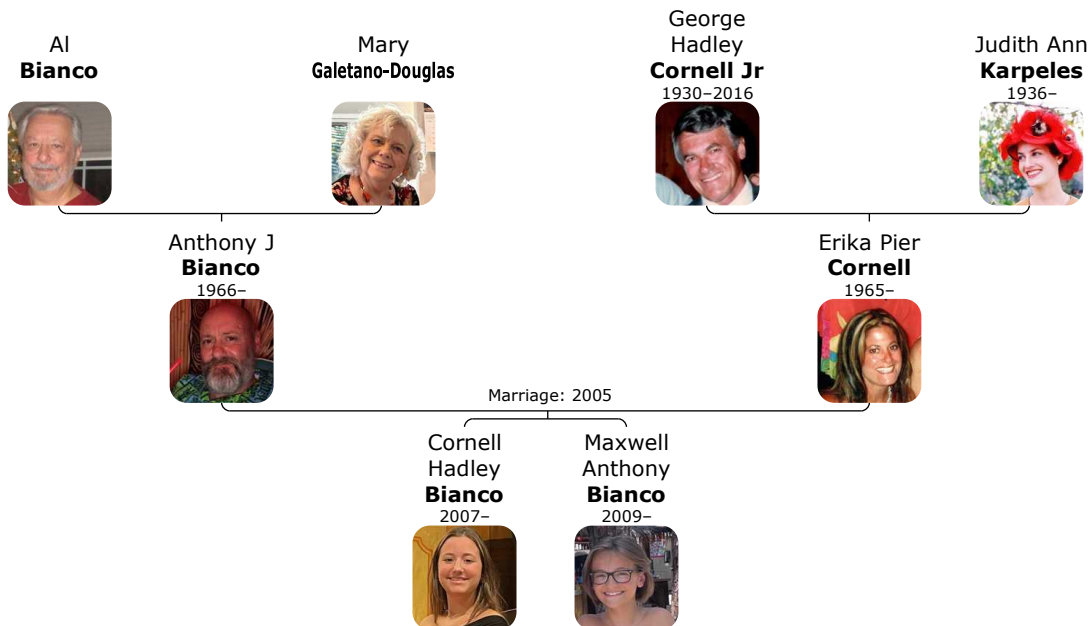 Al
Bianco
Mary
Galetano-Douglas
George
Hadley
Cornell Jr
1930–2016
Judith Ann
Karpeles
1936–
Anthony J
Bianco
1966–
Erika Pier
Cornell
1965–
Marriage: 2005
Cornell
Hadley
Bianco
2007–
Maxwell
Anthony
Bianco
2009–